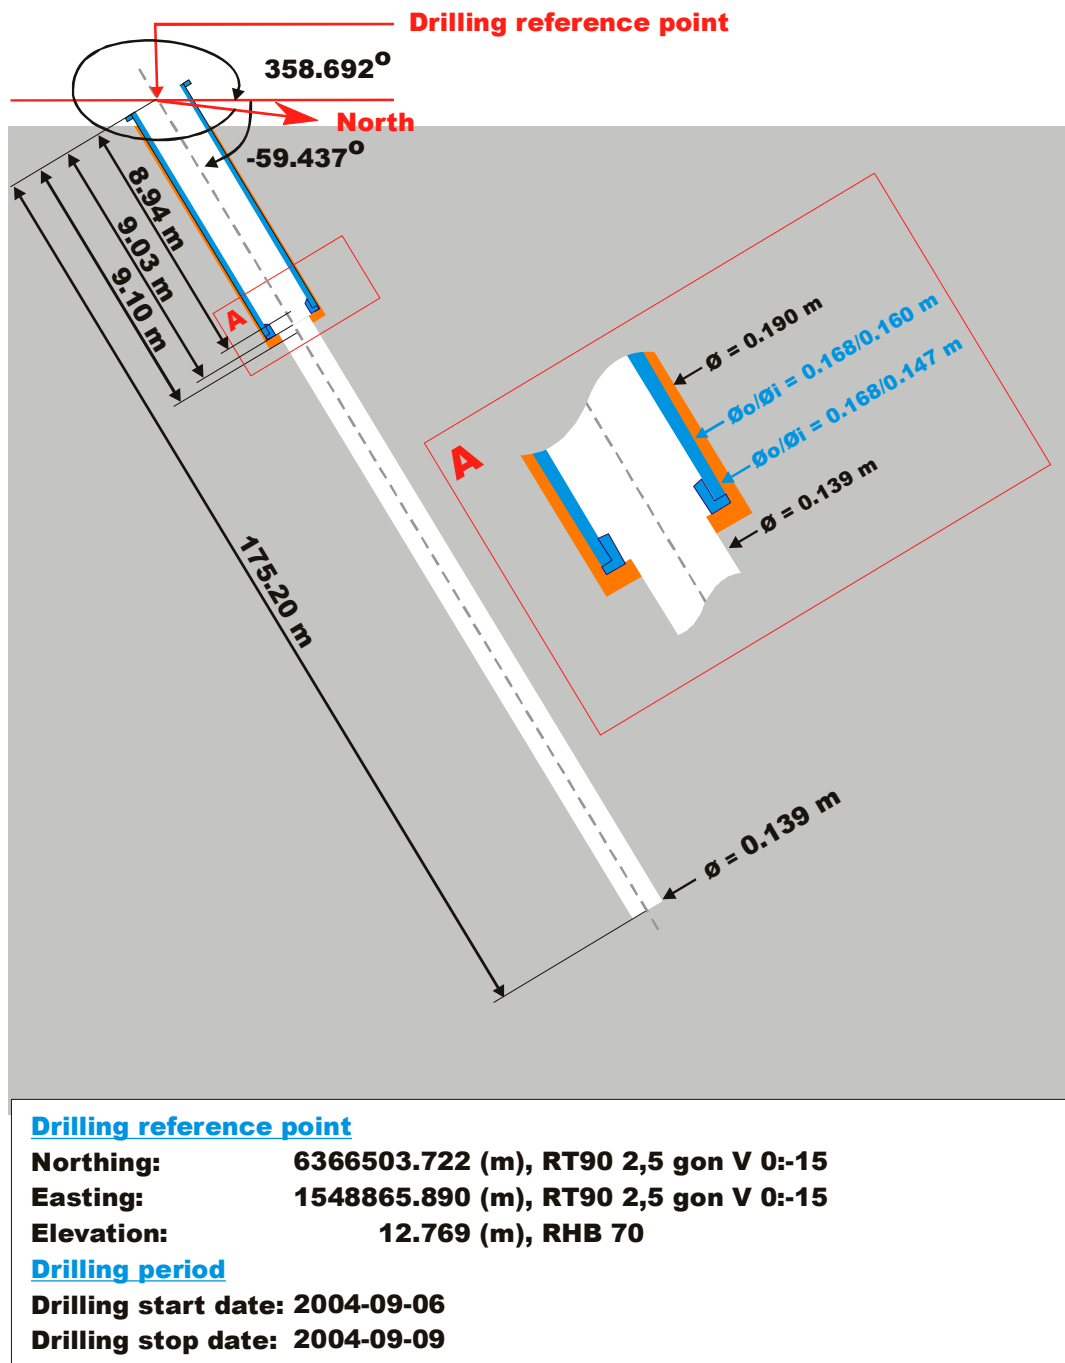 Drilling reference point
358.692°
North
-59.437°
8.94 m
9.03 m
9.10 m
A
175.20 m
A
ø = 0.190 m
Øo/Øi = 0.168/0.160 m
Øo/Øi = 0.168/0.147 m
ø = 0.139 m
ø = 0.139 m
Drilling reference point
Northing: 6366503.722 (m), RT90 2,5 gon V 0:-15
Easting: 1548865.890 (m), RT90 2,5 gon V 0:-15
Elevation: 12.769 (m), RHB 70
Drilling period
Drilling start date: 2004-09-06
Drilling stop date: 2004-09-09